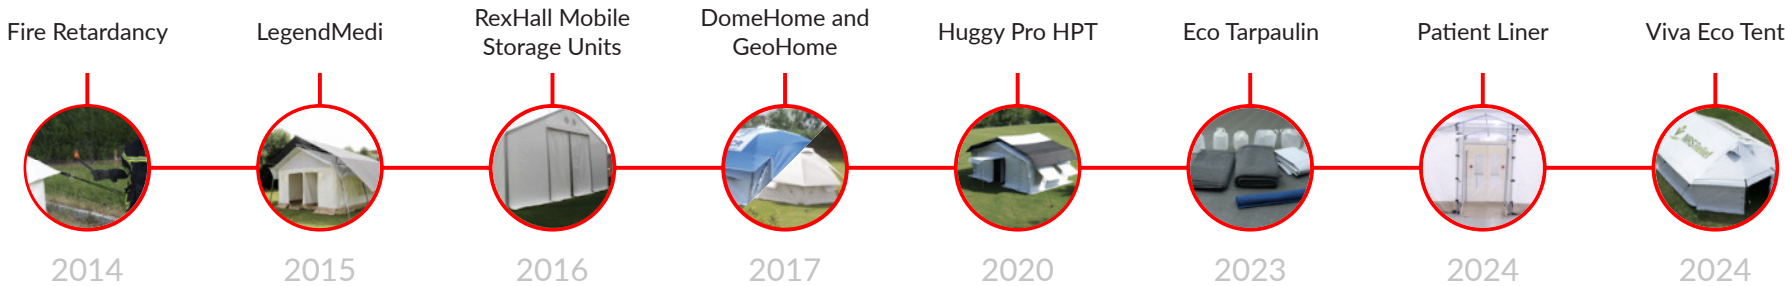 Fire Retardancy
LegendMedi
RexHall Mobile
Storage Units
DomeHome and
GeoHome
Huggy Pro HPT
Eco Tarpaulin
Patient Liner
Viva Eco Tent
2014
2015
2016
2017
2020
2023
2024
2024